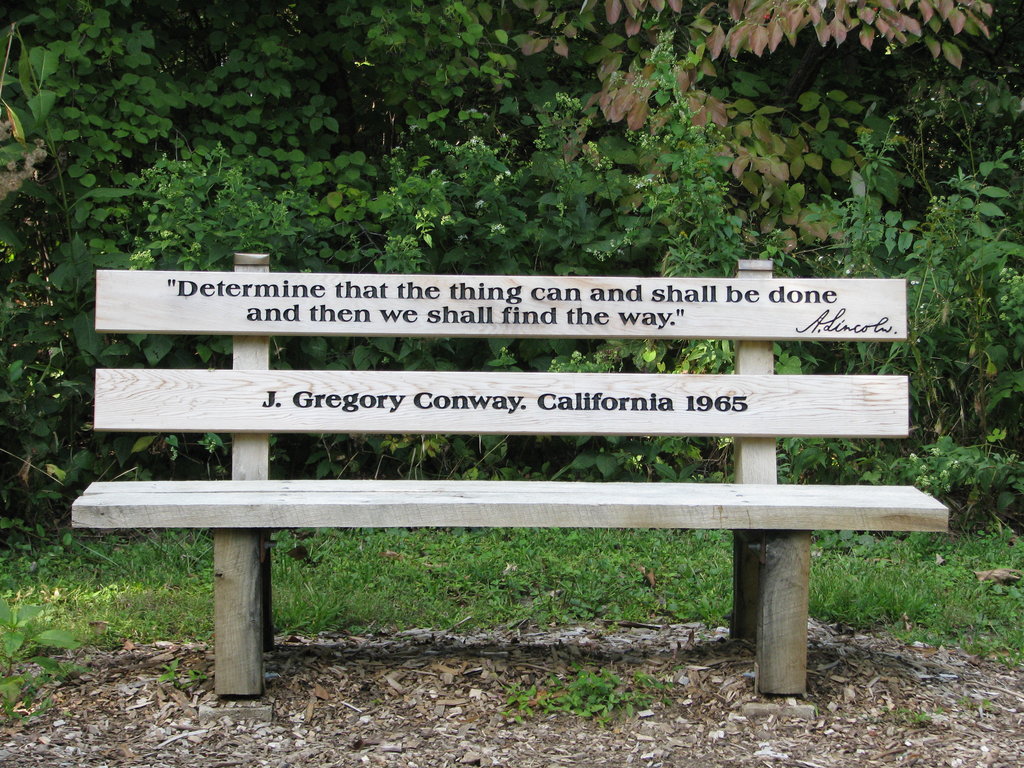 "Determine that the thing can and shall be done
and then we shall find the way."
A. Lincoln.
J. Gregory Conway. California 1965